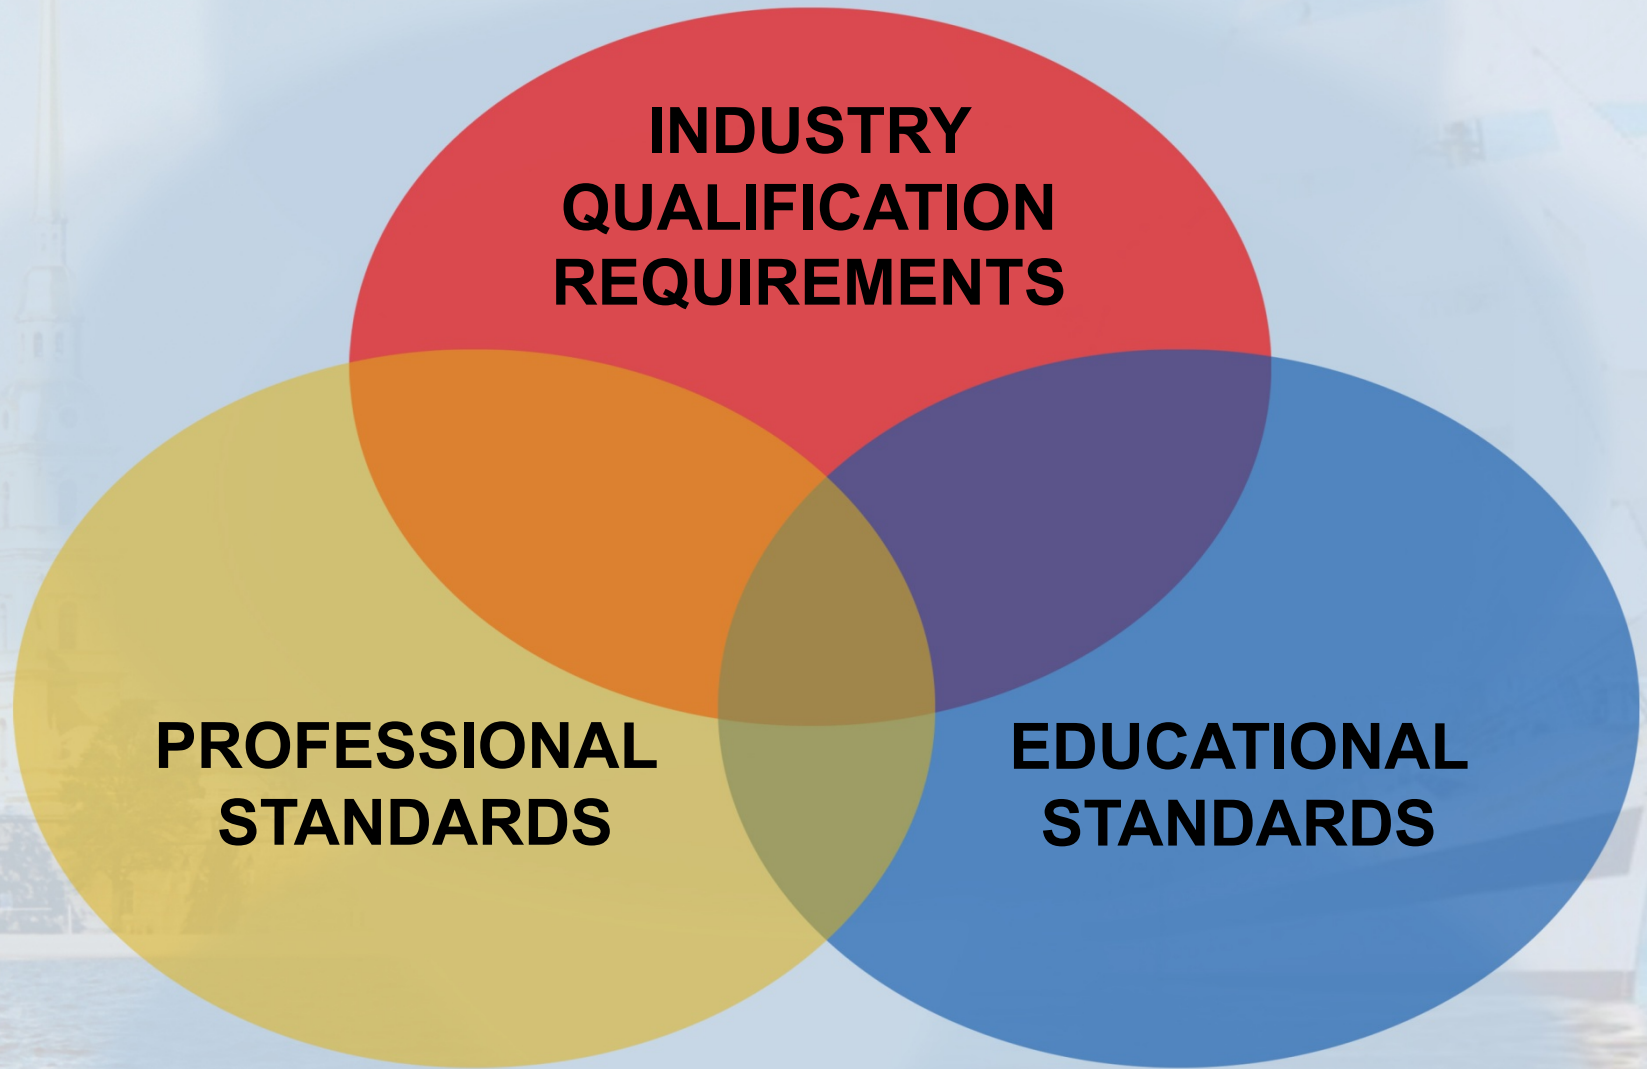 INDUSTRY
QUALIFICATION
REQUIREMENTS
PROFESSIONAL
STANDARDS
EDUCATIONAL
STANDARDS